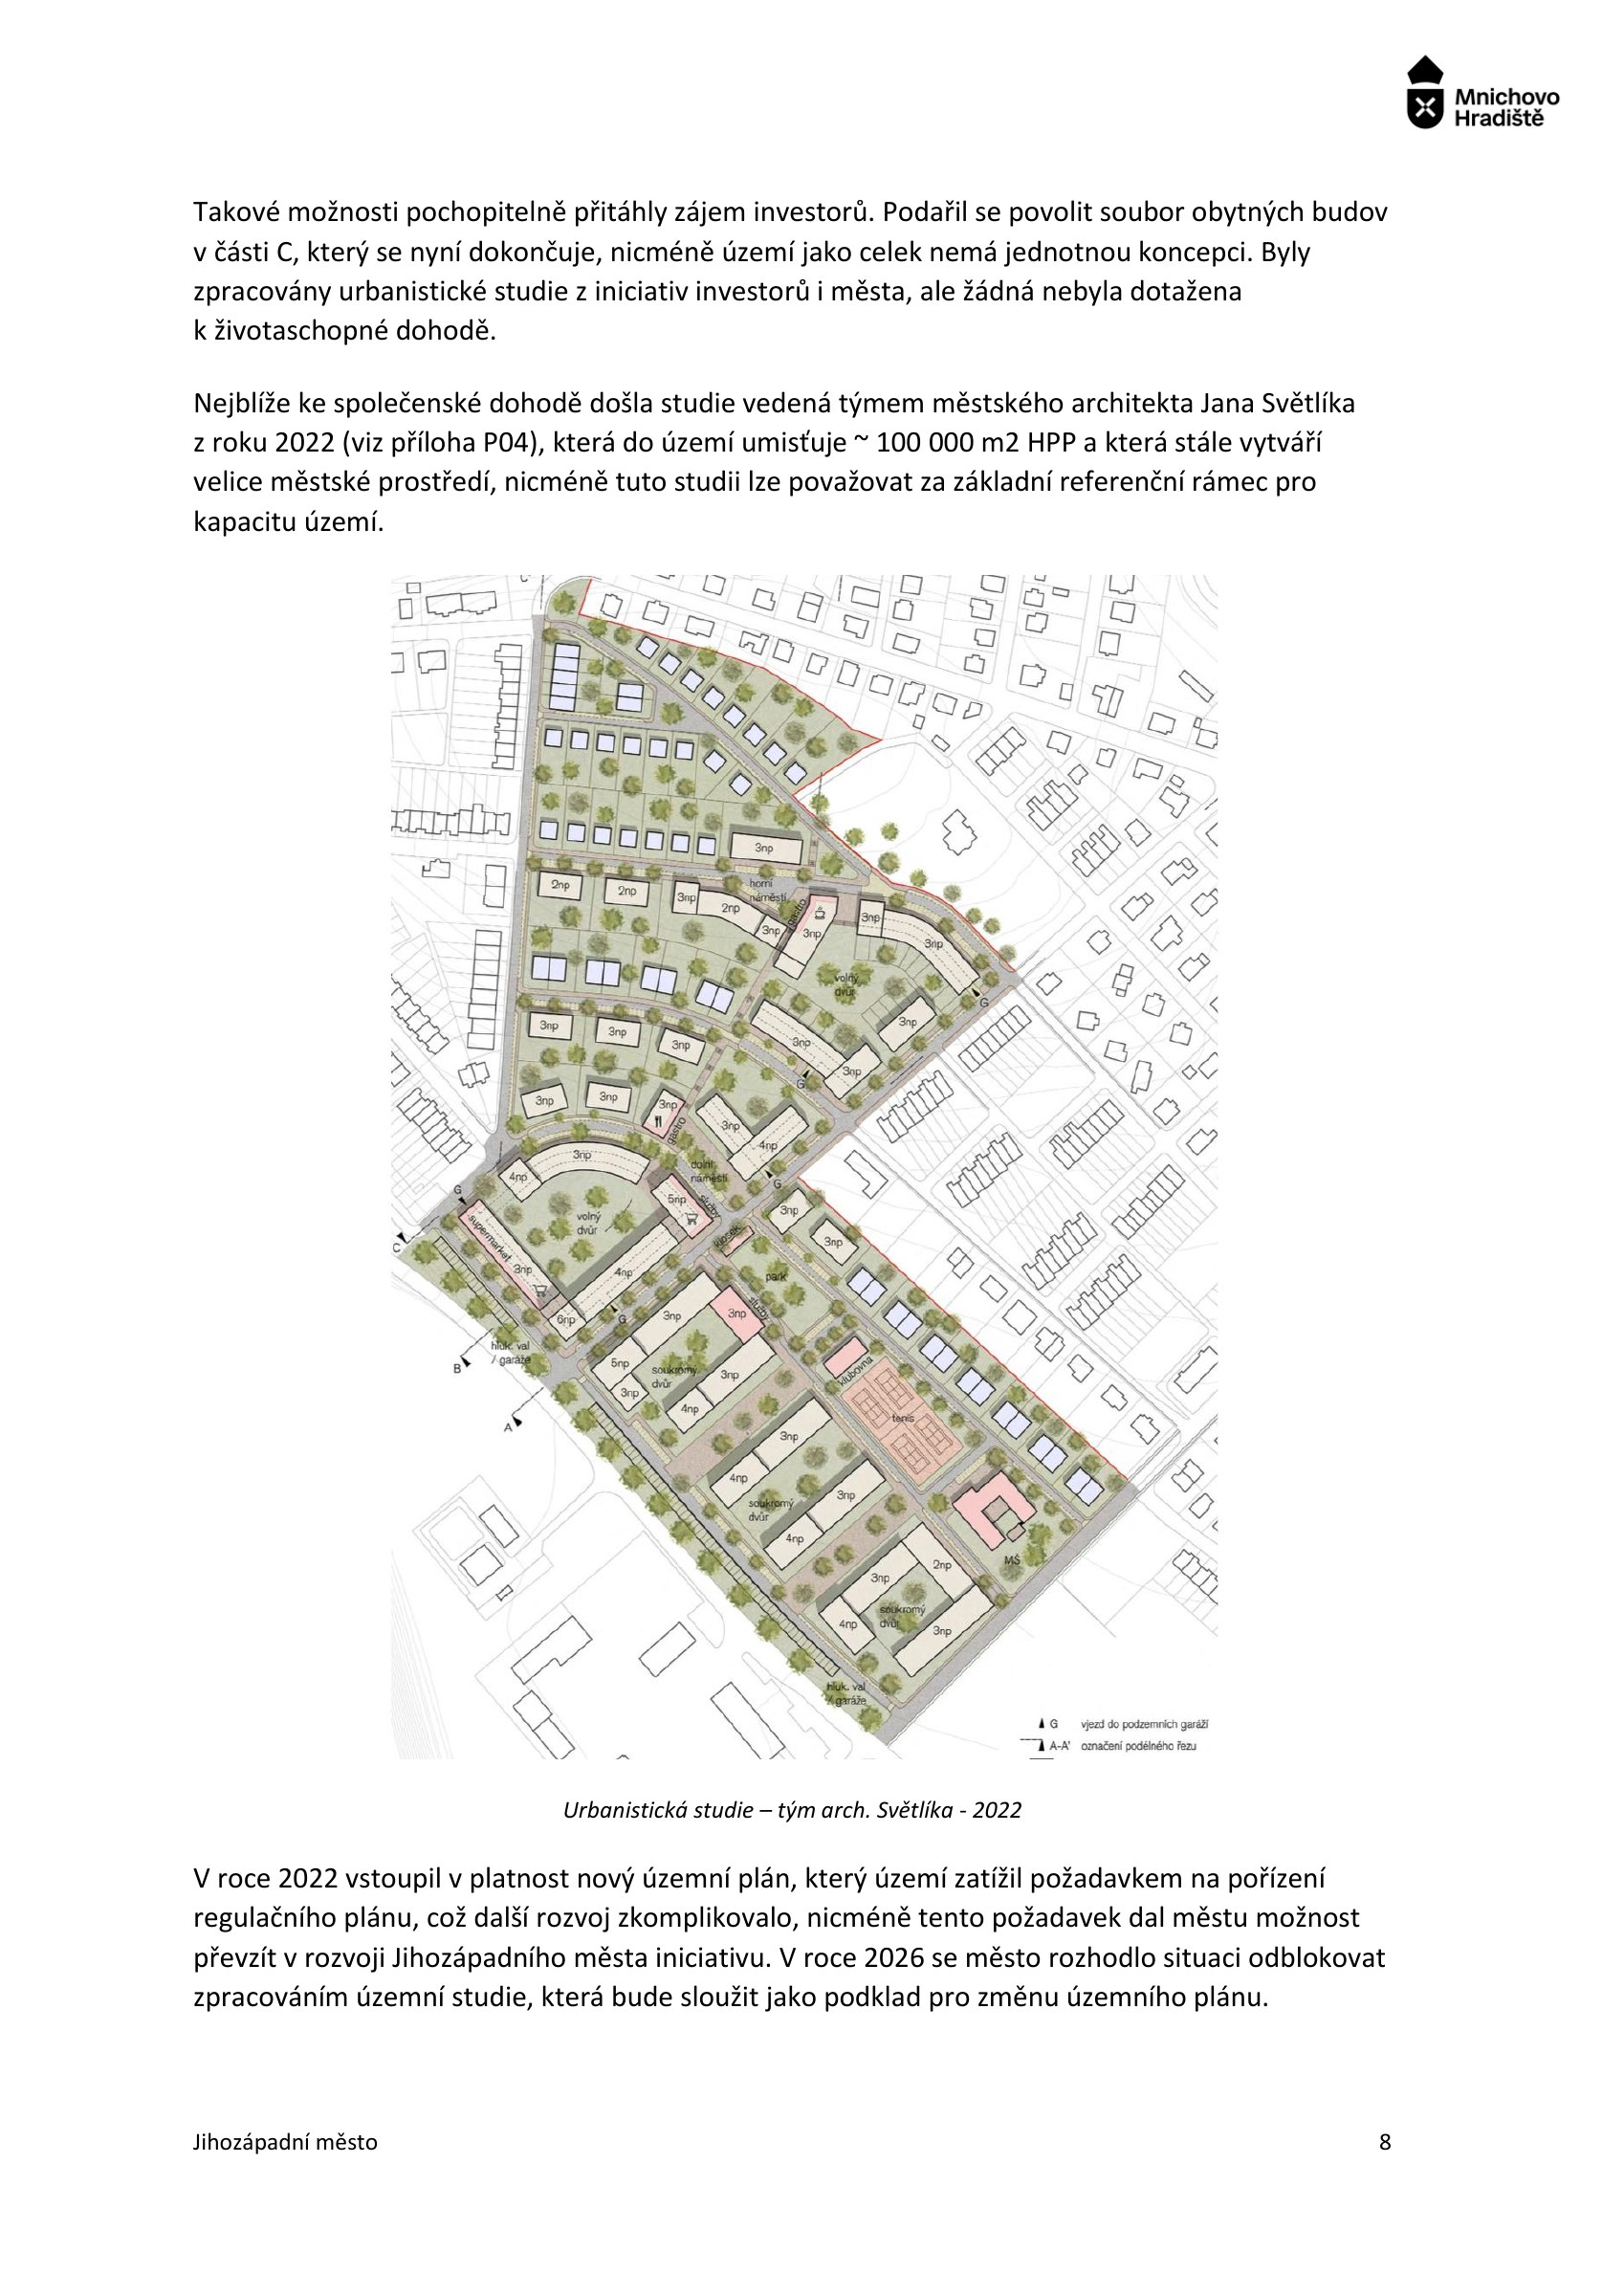 Mnichovo
Hradiště
Takové možnosti pochopitelně přitáhly zájem investorů. Podařil se povolit soubor obytných budov
v části C, který se nyní dokončuje, nicméně území jako celek nemá jednotnou koncepci. Byly
zpracovány urbanistické studie z iniciativ investorů i města, ale žádná nebyla dotažena
k životaschopné dohodě.
Nejblíže ke společenské dohodě došla studie vedená týmem městského architekta Jana Světlíka
z roku 2022 (viz příloha P04), která do území umisťuje ~ 100 000 m2 HPP a která stále vytváří
velice městské prostředí, nicméně tuto studii lze považovat za základní referenční rámec pro
kapacitu území.
3np
2np
2np
3np
2np
3np
horní
náměstí
gastro
3np
3np
3np
volný
dvůr
G
3np
3np
3np
G
3np
3np
3np
3np
3np
3np
gastro
3np
4np
G
dolní
náměstí
3np
4np
G
volný
dvůr
5np
služby
kiosek
supermarket
3np
4np
6np
G
C
B
A
hluk. val
/ garáže
3np
3np
park
3np
3np
služby
5np
3np
soukromý
dvůr
3np
4np
klubovna
tenis
3np
4np
soukromý
dvůr
3np
4np
MŠ
2np
3np
soukromý
dvůr
4np
3np
hluk. val
/ garáže
G vjezd do podzemních garáží
A-A' označení podélného řezu
Urbanistická studie – tým arch. Světlíka - 2022
V roce 2022 vstoupil v platnost nový územní plán, který území zatížil požadavkem na pořízení
regulačního plánu, což další rozvoj zkomplikovalo, nicméně tento požadavek dal městu možnost
převzít v rozvoji Jihozápadního města iniciativu. V roce 2026 se město rozhodlo situaci odblokovat
zpracováním územní studie, která bude sloužit jako podklad pro změnu územního plánu.
Jihozápadní město 8